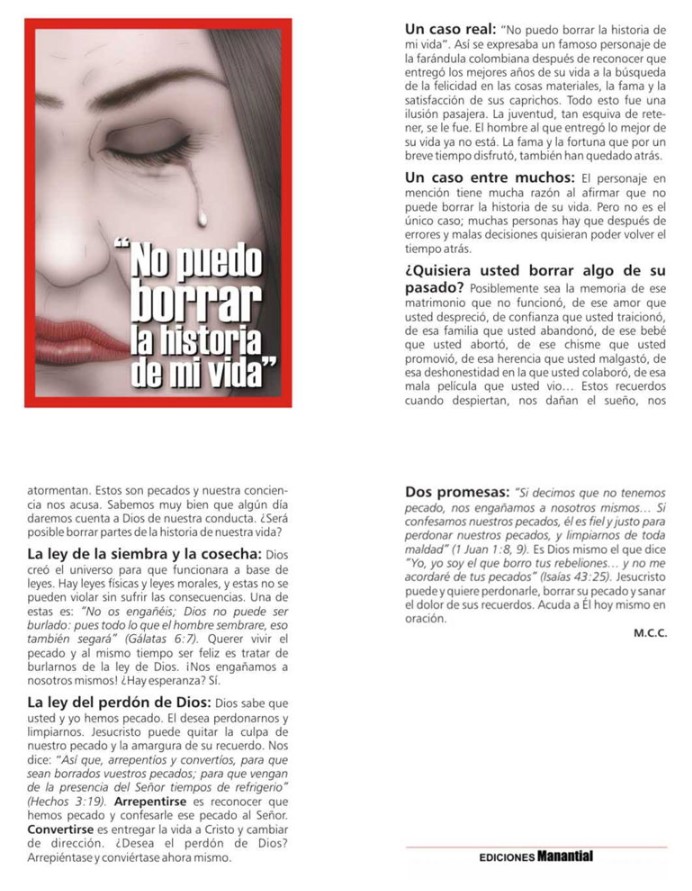 “No puedo
borrar
la historia
de mi vida”
Un caso real: “No puedo borrar la historia de
mi vida”. Así se expresaba un famoso personaje de
la farándula colombiana después de reconocer que
entregó los mejores años de su vida a la búsqueda
de la felicidad en las cosas materiales, la fama y la
satisfacción de sus caprichos. Todo esto fue una
ilusión pasajera. La juventud, tan esquiva de rete-
ner, se le fue. El hombre al que entregó lo mejor de
su vida ya no está. La fama y la fortuna que por un
breve tiempo disfrutó, también han quedado atrás.
Un caso entre muchos: El personaje en
mención tiene mucha razón al afirmar que no
puede borrar la historia de su vida. Pero no es el
único caso; muchas personas hay que después de
errores y malas decisiones quisieran poder volver el
tiempo atrás.
¿Quisiera usted borrar algo de su
pasado? Posiblemente sea la memoria de ese
matrimonio que no funcionó, de ese amor que
usted despreció, de confianza que usted traicionó,
de esa familia que usted abandonó, de ese bebé
que usted abortó, de ese chisme que usted
promovió, de esa herencia que usted malgastó, de
esa deshonestidad en la que usted colaboró, de esa
mala película que usted vio... Estos recuerdos
cuando despiertan, nos dañan el sueño, nos
atormentan. Estos son pecados y nuestra concien-
cia nos acusa. Sabemos muy bien que algún día
daremos cuenta a Dios de nuestra conducta. ¿Será
posible borrar partes de la historia de nuestra vida?
La ley de la siembra y la cosecha: Dios
creó el universo para que funcionara a base de
leyes. Hay leyes físicas y leyes morales, y estas no se
pueden violar sin sufrir las consecuencias. Una de
estas es: “No os engañéis; Dios no puede ser
burlado: pues todo lo que el hombre sembrare, eso
también segará” (Gálatas 6:7). Querer vivir el
pecado y al mismo tiempo ser feliz es tratar de
burlarnos de la ley de Dios. ¡Nos engañamos a
nosotros mismos! ¿Hay esperanza? Sí.
La ley del perdón de Dios: Dios sabe que
usted y yo hemos pecado. El desea perdonarnos y
limpiarnos. Jesucristo puede quitar la culpa de
nuestro pecado y la amargura de su recuerdo. Nos
dice: “Así que, arrepentíos y convertíos, para que
sean borrados vuestros pecados; para que vengan
de la presencia del Señor tiempos de refrigerio”
(Hechos 3:19). Arrepentirse es reconocer que
hemos pecado y confesarle ese pecado al Señor.
Convertirse es entregar la vida a Cristo y cambiar
de dirección. ¿Desea el perdón de Dios?
Arrepiéntase y conviértase ahora mismo.
Dos promesas: “Si decimos que no tenemos
pecado, nos engañamos a nosotros mismos... Si
confesamos nuestros pecados, él es fiel y justo para
perdonar nuestros pecados, y limpiarnos de toda
maldad” (1 Juan 1:8, 9). Es Dios mismo el que dice
“Yo, yo soy el que borro tus rebeliones... y no me
acordaré de tus pecados” (Isaías 43:25). Jesucristo
puede y quiere perdonarle, borrar su pecado y sanar
el dolor de sus recuerdos. Acuda a Él hoy mismo en
oración.
M.C.C.
EDICIONES Manantial